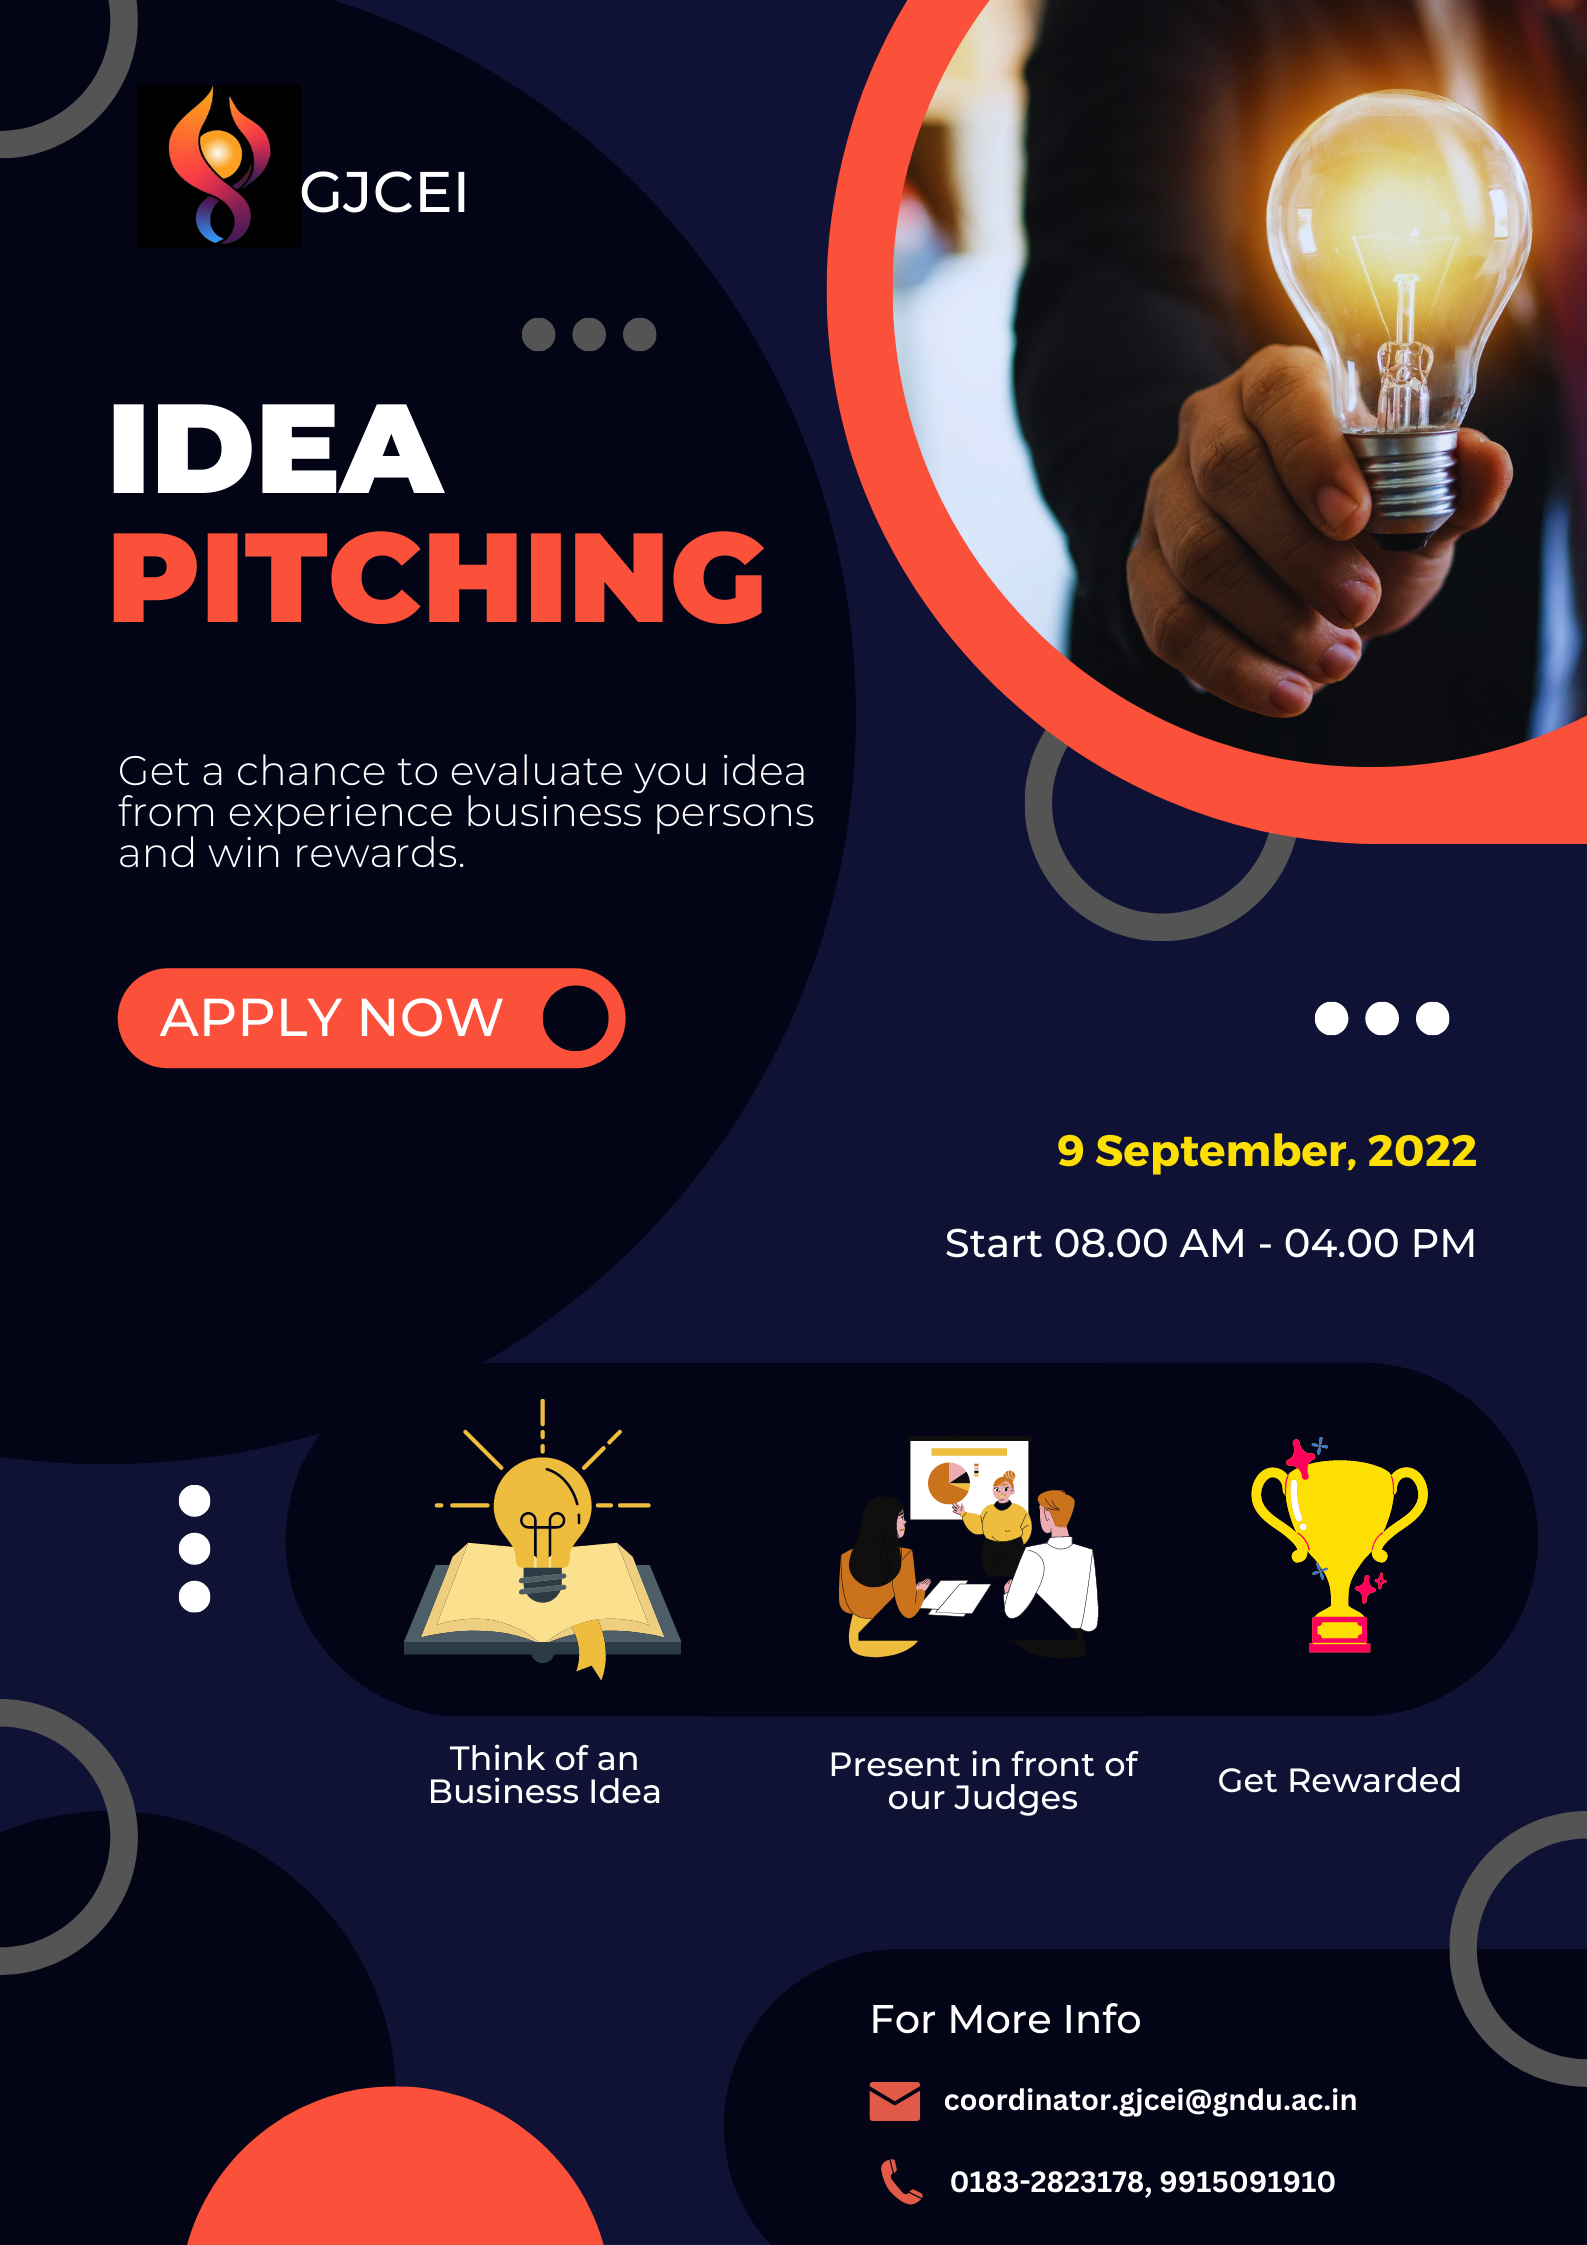 GJCEI
IDEA
PITCHING
Get a chance to evaluate you idea
from experience business persons
and win rewards.
APPLY NOW
9 September, 2022
Start 08.00 AM - 04.00 PM
Think of an
Business Idea
Present in front of
our Judges
Get Rewarded
For More Info
coordinator.gjcei@gndu.ac.in
0183-2823178, 9915091910